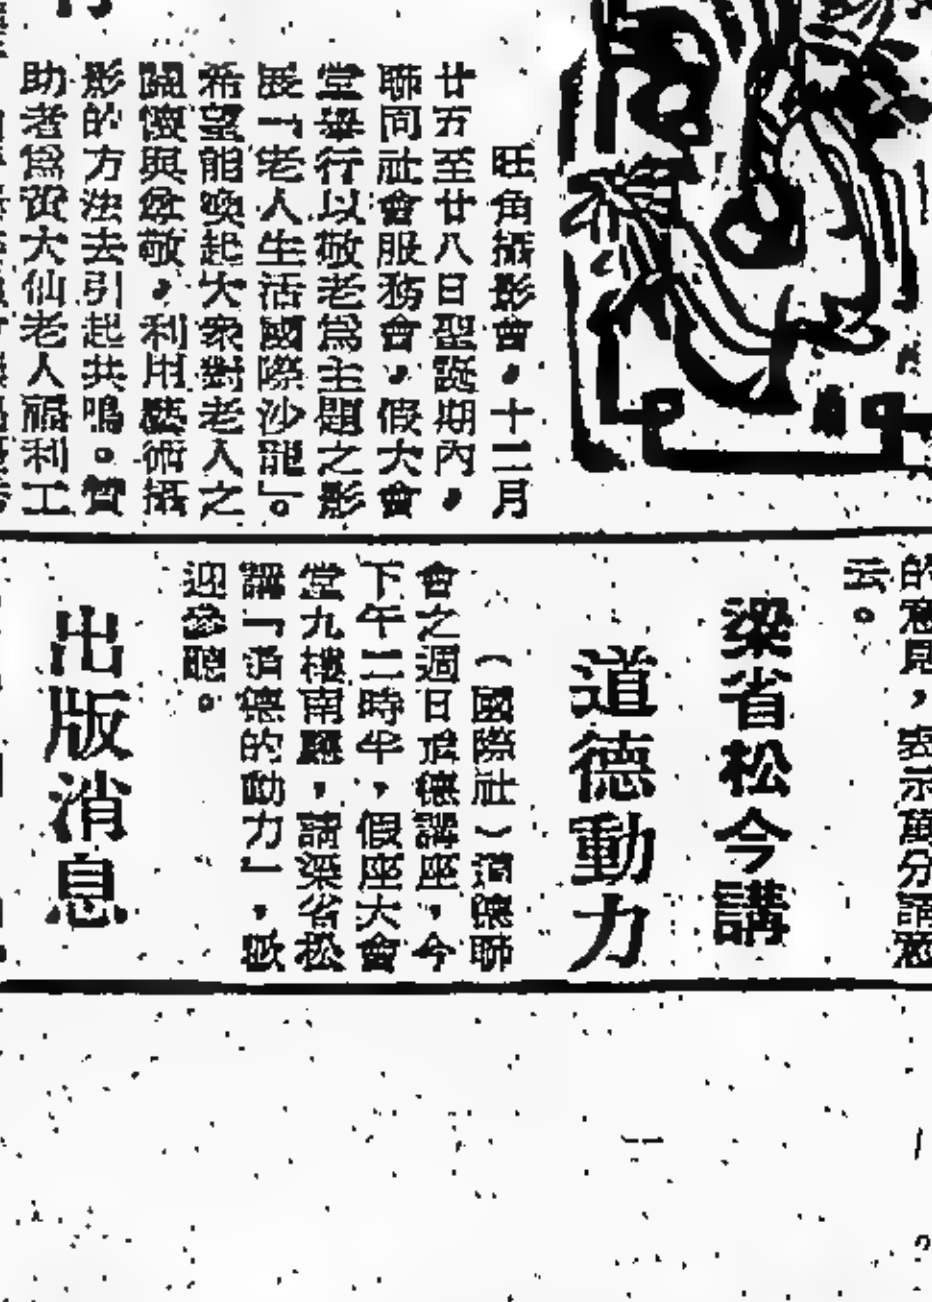 旺角攝影會,十二月
廿五至廿八日聖誕期內,
聯同社會服務會,假大會
堂舉行以敬老爲主題之影
展「老人生活國際沙龍」。
希望能喚起大衆對老人之
關懷與尊敬,利用藝術攝
影的方法去引起共鳴。贊
助者爲黃大仙老人福利工
的意見,表示萬分滿意
云。
梁省松今講
道德動力
(國際社)道德聯
會之週日道德講座,今
下午二時半,假座大會
堂九樓南廳,請梁省松
講「道德的動力」,歡
迎參聽。
出版消息